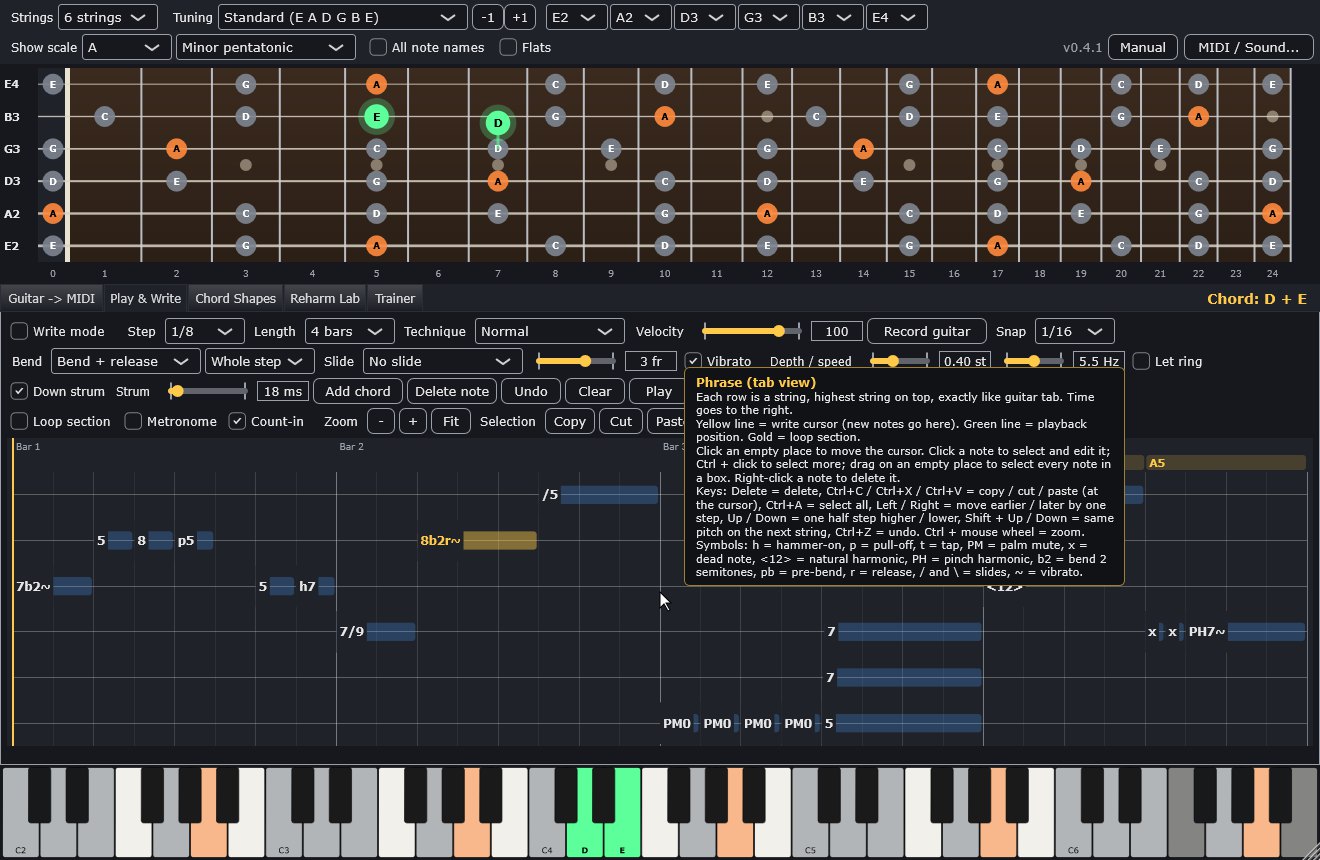 Strings 6 strings Tuning Standard (E A D G B E) -1 +1 E2 A2 D3 G3 B3 E4
Show scale A Minor pentatonic All note names Flats v0.4.1 Manual MIDI / Sound...
E4 E G A C D E G A C D E
B3 C D E D G A C D E G A
G3 G A C D E G A C D E G
D3 D E G A C D E G A C D
A2 A C D E G A C D E G A
E2 E G A C D E G A C D E
0 1 2 3 4 5 6 7 8 9 10 11 12 13 14 15 16 17 18 19 20 21 22 23 24
Guitar -> MIDI Play & Write Chord Shapes Reharm Lab Trainer Chord: D + E
Write mode Step 1/8 Length 4 bars Technique Normal Velocity 100 Record guitar Snap 1/16
Bend Bend + release Whole step Slide No slide 3 fr Vibrato Depth / speed 0.40 st 5.5 Hz Let ring
Down strum Strum 18 ms Add chord Delete note Undo Clear Play
Loop section Metronome Count-in Zoom - + Fit Selection Copy Cut
Phrase (tab view)
Each row is a string, highest string on top, exactly like guitar tab. Time
goes to the right.
Yellow line = write cursor (new notes go here). Green line = playback
position. Gold = loop section.
Click an empty place to move the cursor. Click a note to select and edit it;
Ctrl + click to select more; drag on an empty place to select every note in
a box. Right-click a note to delete it.
Keys: Delete = delete, Ctrl+C / Ctrl+X / Ctrl+V = copy / cut / paste (at
the cursor), Ctrl+A = select all, Left / Right = move earlier / later by one
step, Up / Down = one half step higher / lower, Shift + Up / Down = same
pitch on the next string, Ctrl+Z = undo. Ctrl + mouse wheel = zoom.
Symbols: h = hammer-on, p = pull-off, t = tap, PM = palm mute, x =
dead note, <12> = natural harmonic, PH = pinch harmonic, b2 = bend 2
semitones, pb = pre-bend, r = release, / and \ = slides, ~ = vibrato.
Bar 1 Bar 2 Bar 3
A5
/5
5 8 p5 8b2r~
7b2~ 5 h7 <12>
7/9 7 x x PH7~
7
PM0 PM0 PM0 PM0 5
C2 C3 C4 D E C5 C6